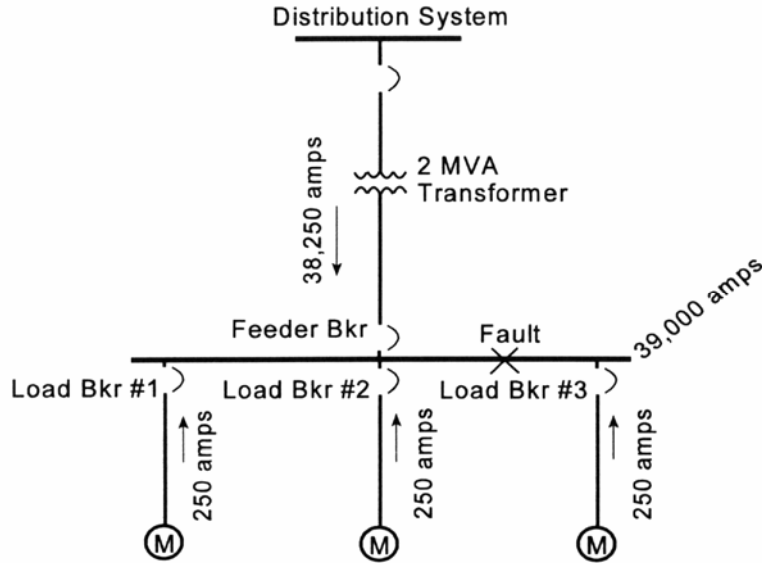 Distribution System
2 MVA
Transformer
38,250 amps
Feeder Bkr
Fault
39,000 amps
Load Bkr #1
Load Bkr #2
Load Bkr #3
250 amps
250 amps
250 amps
M
M
M